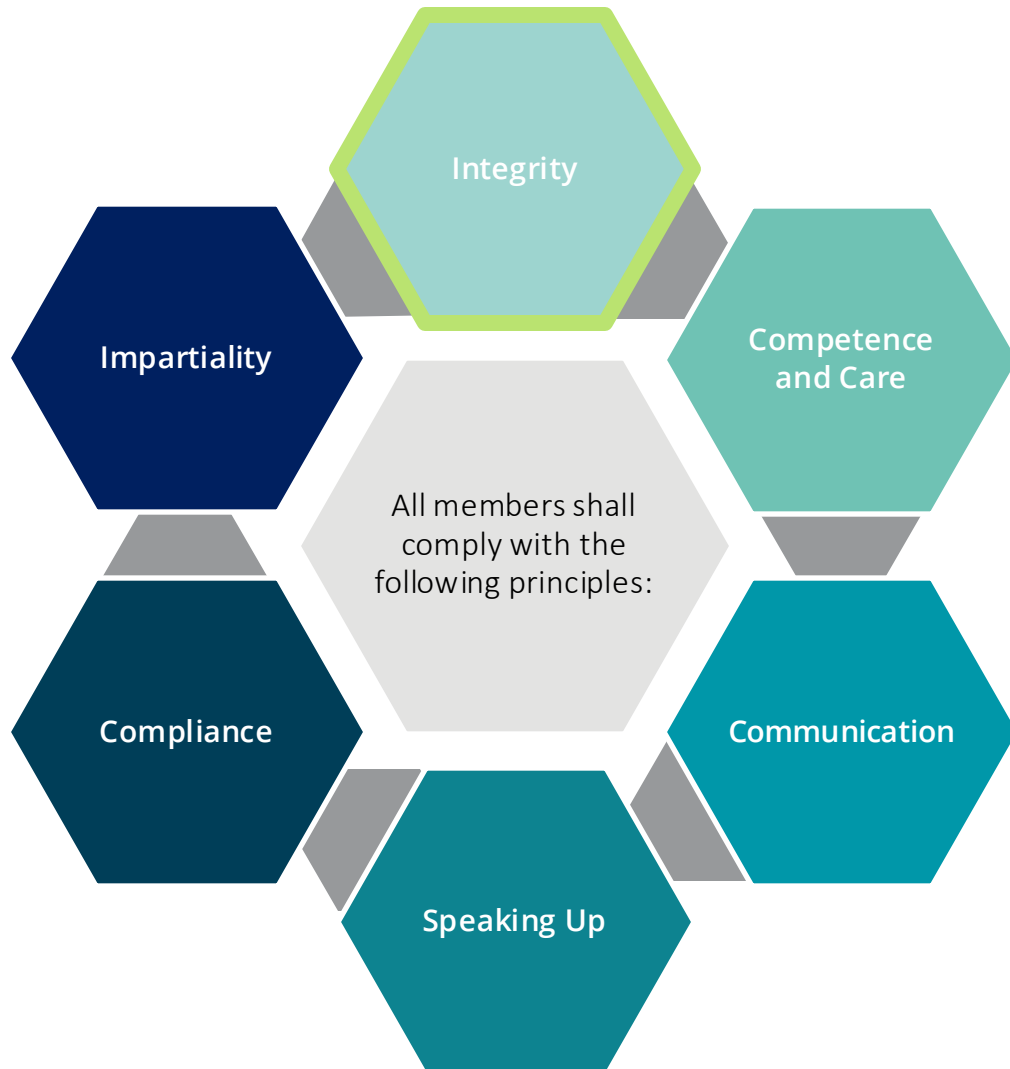 Integrity
Impartiality
Competence
and Care
All members shall
comply with the
following principles:
Compliance
Communication
Speaking Up